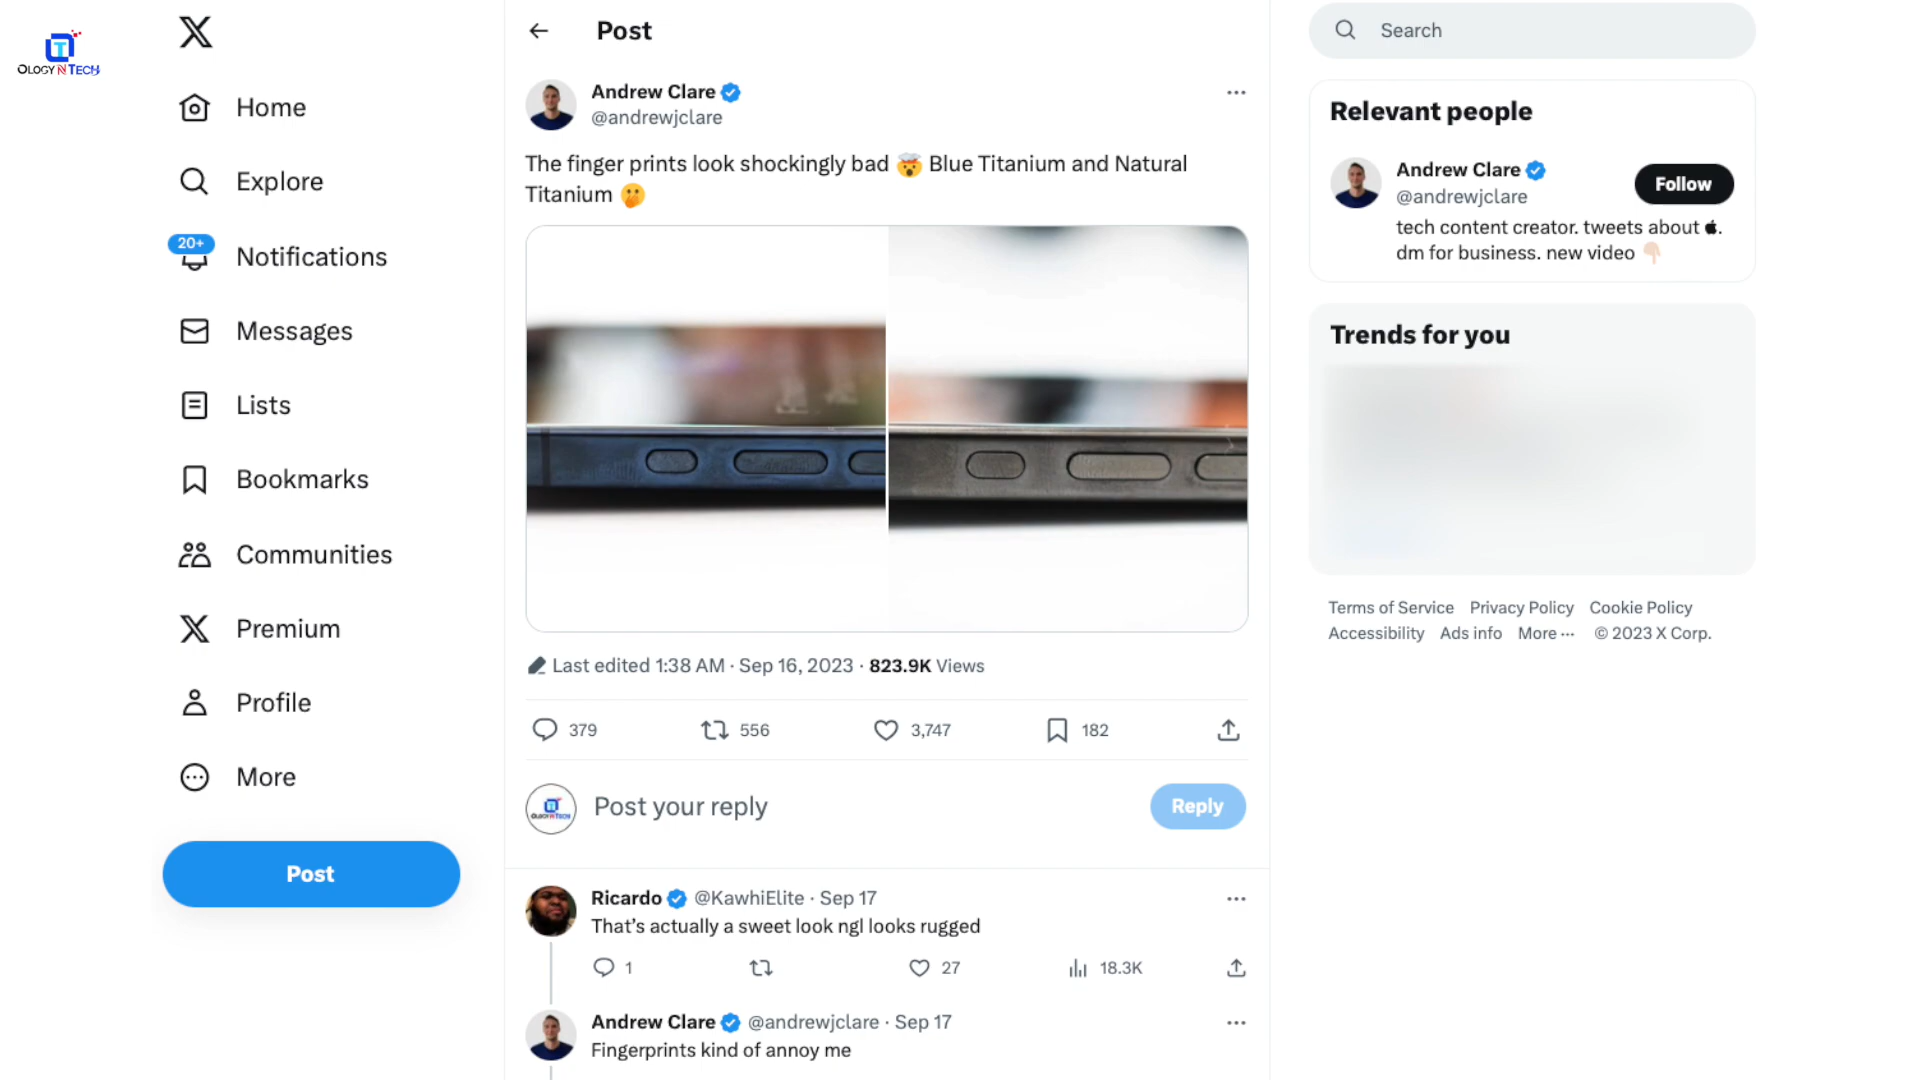 OLOGY N TECH
Home
Explore
20+
Notifications
Messages
Lists
Bookmarks
Communities
Premium
Profile
More
Post
Post
Andrew Clare
@andrewjclare
The finger prints look shockingly bad 🤯 Blue Titanium and Natural
Titanium 🫢
Last edited 1:38 AM · Sep 16, 2023 · 823.9K Views
379 556 3,747 182
Post your reply
Reply
Ricardo @KawhiElite · Sep 17
That’s actually a sweet look ngl looks rugged
1 27 18.3K
Andrew Clare @andrewjclare · Sep 17
Fingerprints kind of annoy me
Search
Relevant people
Andrew Clare
@andrewjclare
Follow
tech content creator. tweets about .
dm for business. new video 👇🏻
Trends for you
Terms of Service Privacy Policy Cookie Policy
Accessibility Ads info More ··· © 2023 X Corp.